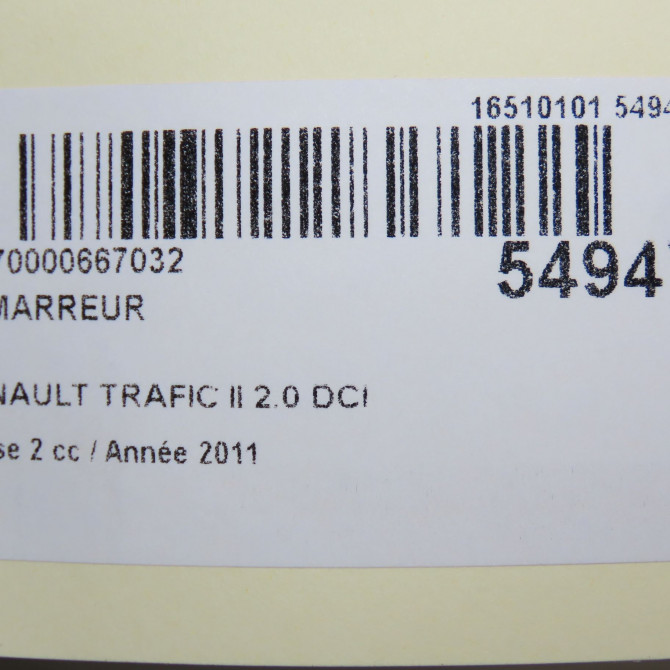 16510101 5494
70000667032
5494
MARREUR
NAULT TRAFIC II 2.0 DCI
se 2 cc / Année 2011